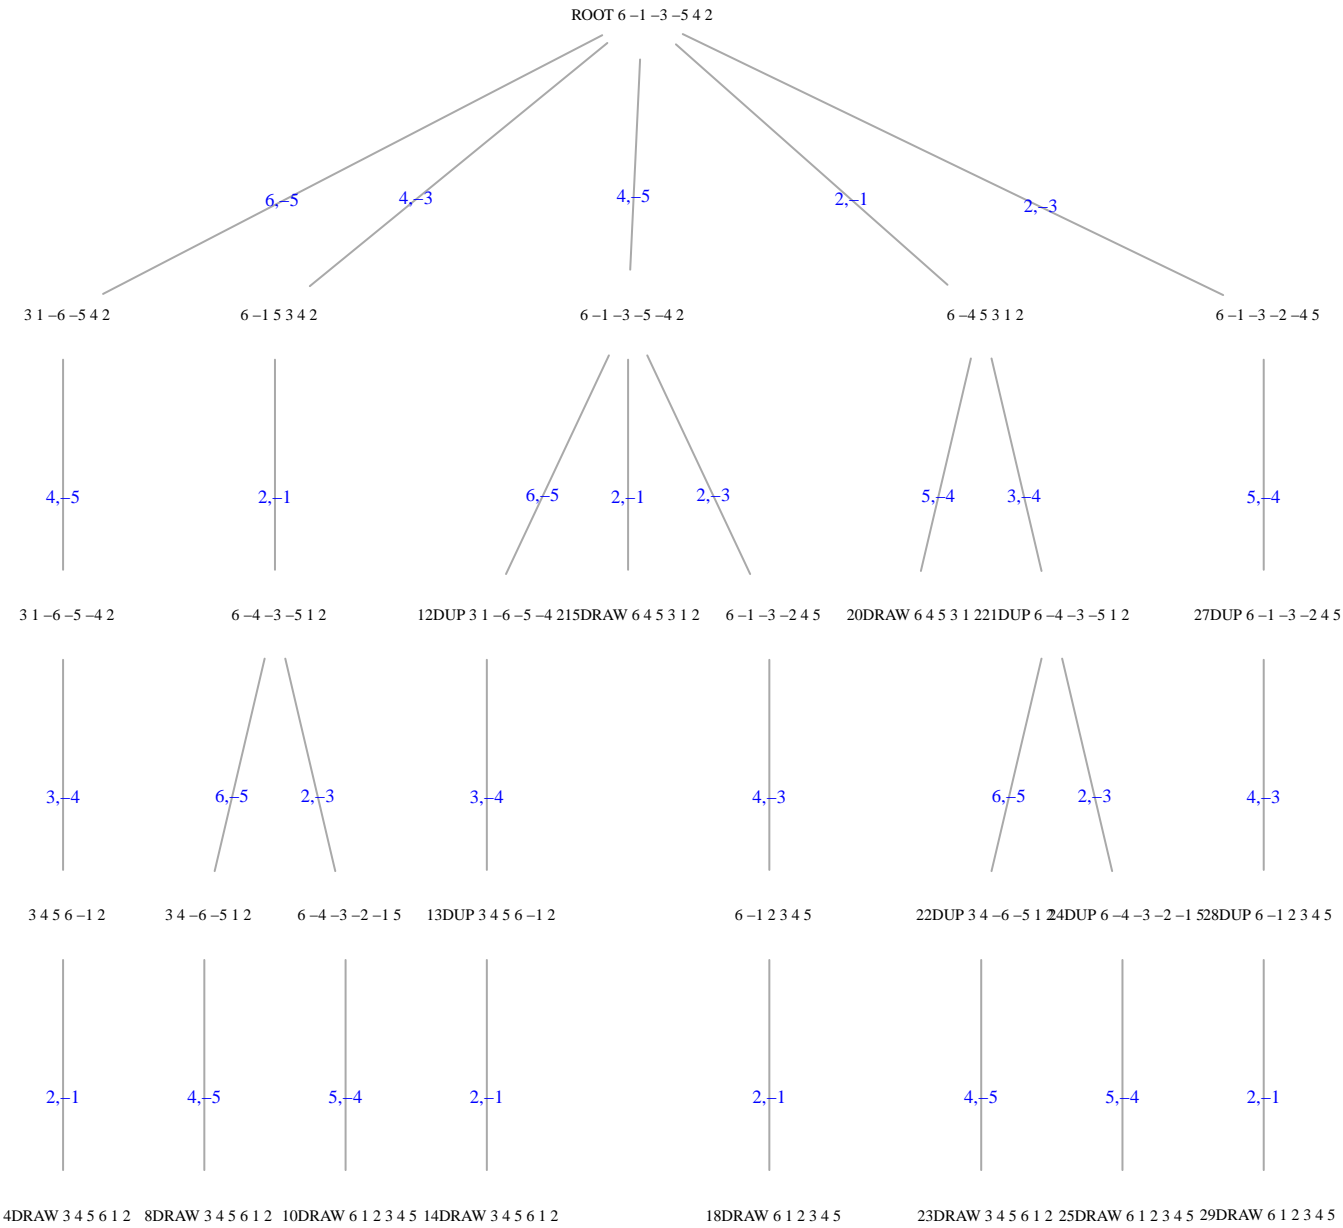 ROOT 6 –1 –3 –5 4 2
6,–5 4,–3 4,–5 2,–1 2,–3
3 1 –6 –5 4 2 6 –1 5 3 4 2 6 –1 –3 –5 –4 2 6 –4 5 3 1 2 6 –1 –3 –2 –4 5
4,–5 2,–1 6,–5 2,–1 2,–3 5,–4 3,–4 5,–4
3 1 –6 –5 –4 2 6 –4 –3 –5 1 2 12DUP 3 1 –6 –5 –4 2 15DRAW 6 4 5 3 1 2 6 –1 –3 –2 4 5 20DRAW 6 4 5 3 1 2 21DUP 6 –4 –3 –5 1 2 27DUP 6 –1 –3 –2 4 5
3,–4 6,–5 2,–3 3,–4 4,–3 6,–5 2,–3 4,–3
3 4 5 6 –1 2 3 4 –6 –5 1 2 6 –4 –3 –2 –1 5 13DUP 3 4 5 6 –1 2 6 –1 2 3 4 5 22DUP 3 4 –6 –5 1 2 24DUP 6 –4 –3 –2 –1 5 28DUP 6 –1 2 3 4 5
2,–1 4,–5 5,–4 2,–1 2,–1 4,–5 5,–4 2,–1
4DRAW 3 4 5 6 1 2 8DRAW 3 4 5 6 1 2 10DRAW 6 1 2 3 4 5 14DRAW 3 4 5 6 1 2 18DRAW 6 1 2 3 4 5 23DRAW 3 4 5 6 1 2 25DRAW 6 1 2 3 4 5 29DRAW 6 1 2 3 4 5